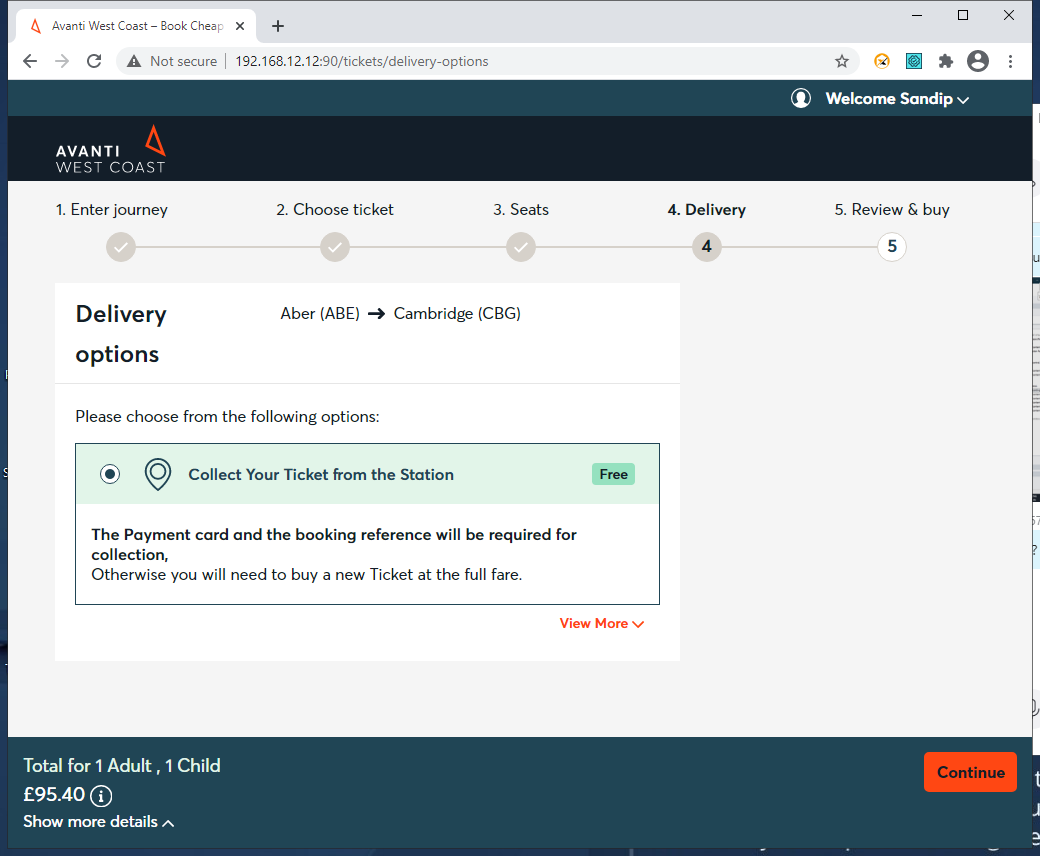 Avanti West Coast – Book Cheap
Not secure
192.168.12.12:90/tickets/delivery-options
Welcome Sandip
AVANTI
WEST COAST
1. Enter journey
2. Choose ticket
3. Seats
4. Delivery
5. Review & buy
4
5
Delivery
options
Aber (ABE) → Cambridge (CBG)
Please choose from the following options:
Collect Your Ticket from the Station
Free
The Payment card and the booking reference will be required for
collection,
Otherwise you will need to buy a new Ticket at the full fare.
View More
Total for 1 Adult , 1 Child
£95.40
Show more details
Continue